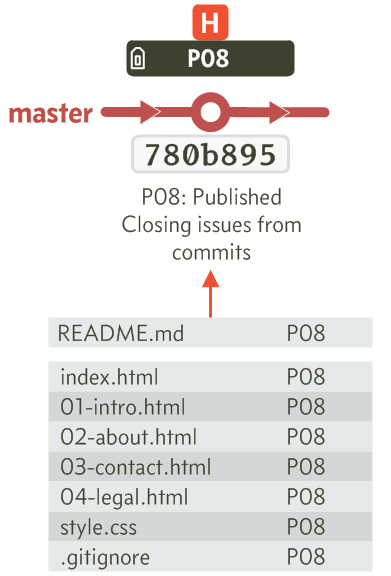 H
P08
master
780b895
P08: Published
Closing issues from
commits
README.md P08
index.html P08
01-intro.html P08
02-about.html P08
03-contact.html P08
04-legal.html P08
style.css P08
.gitignore P08